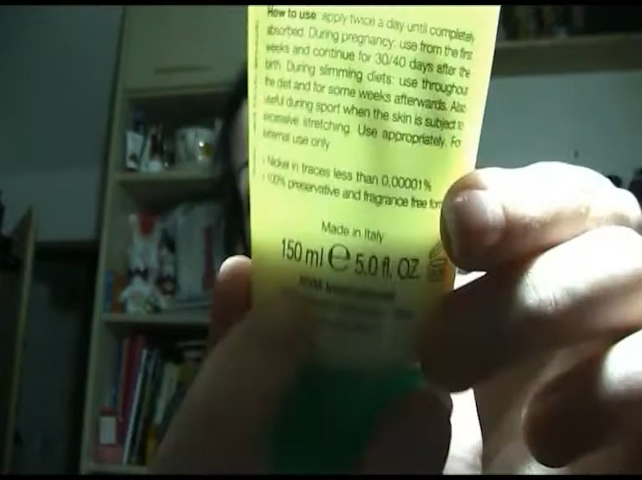 How to use: apply twice a day until completely
absorbed. During pregnancy: use from the first
weeks and continue for 30/40 days after the
birth. During slimming diets: use throughout
the diet and for some weeks afterwards. Also
useful during sport when the skin is subject to
excessive stretching. Use appropriately. For
external use only
Nickel in traces less than 0,00001%
100% preservative and fragrance free
Made in Italy
150 ml ℮ 5.0 fl. OZ